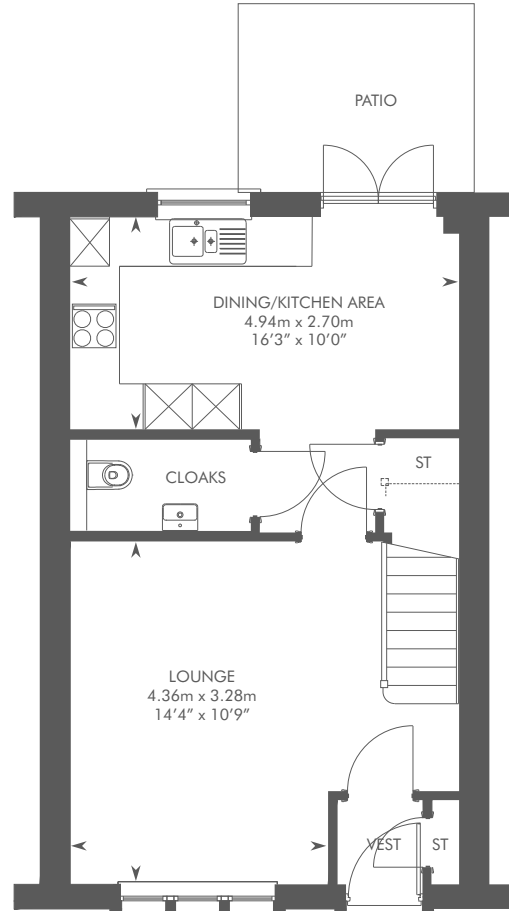 PATIO
DINING/KITCHEN AREA
4.94m x 2.70m
16’3” x 10’0”
CLOAKS
ST
LOUNGE
4.36m x 3.28m
14’4” x 10’9”
VEST
ST